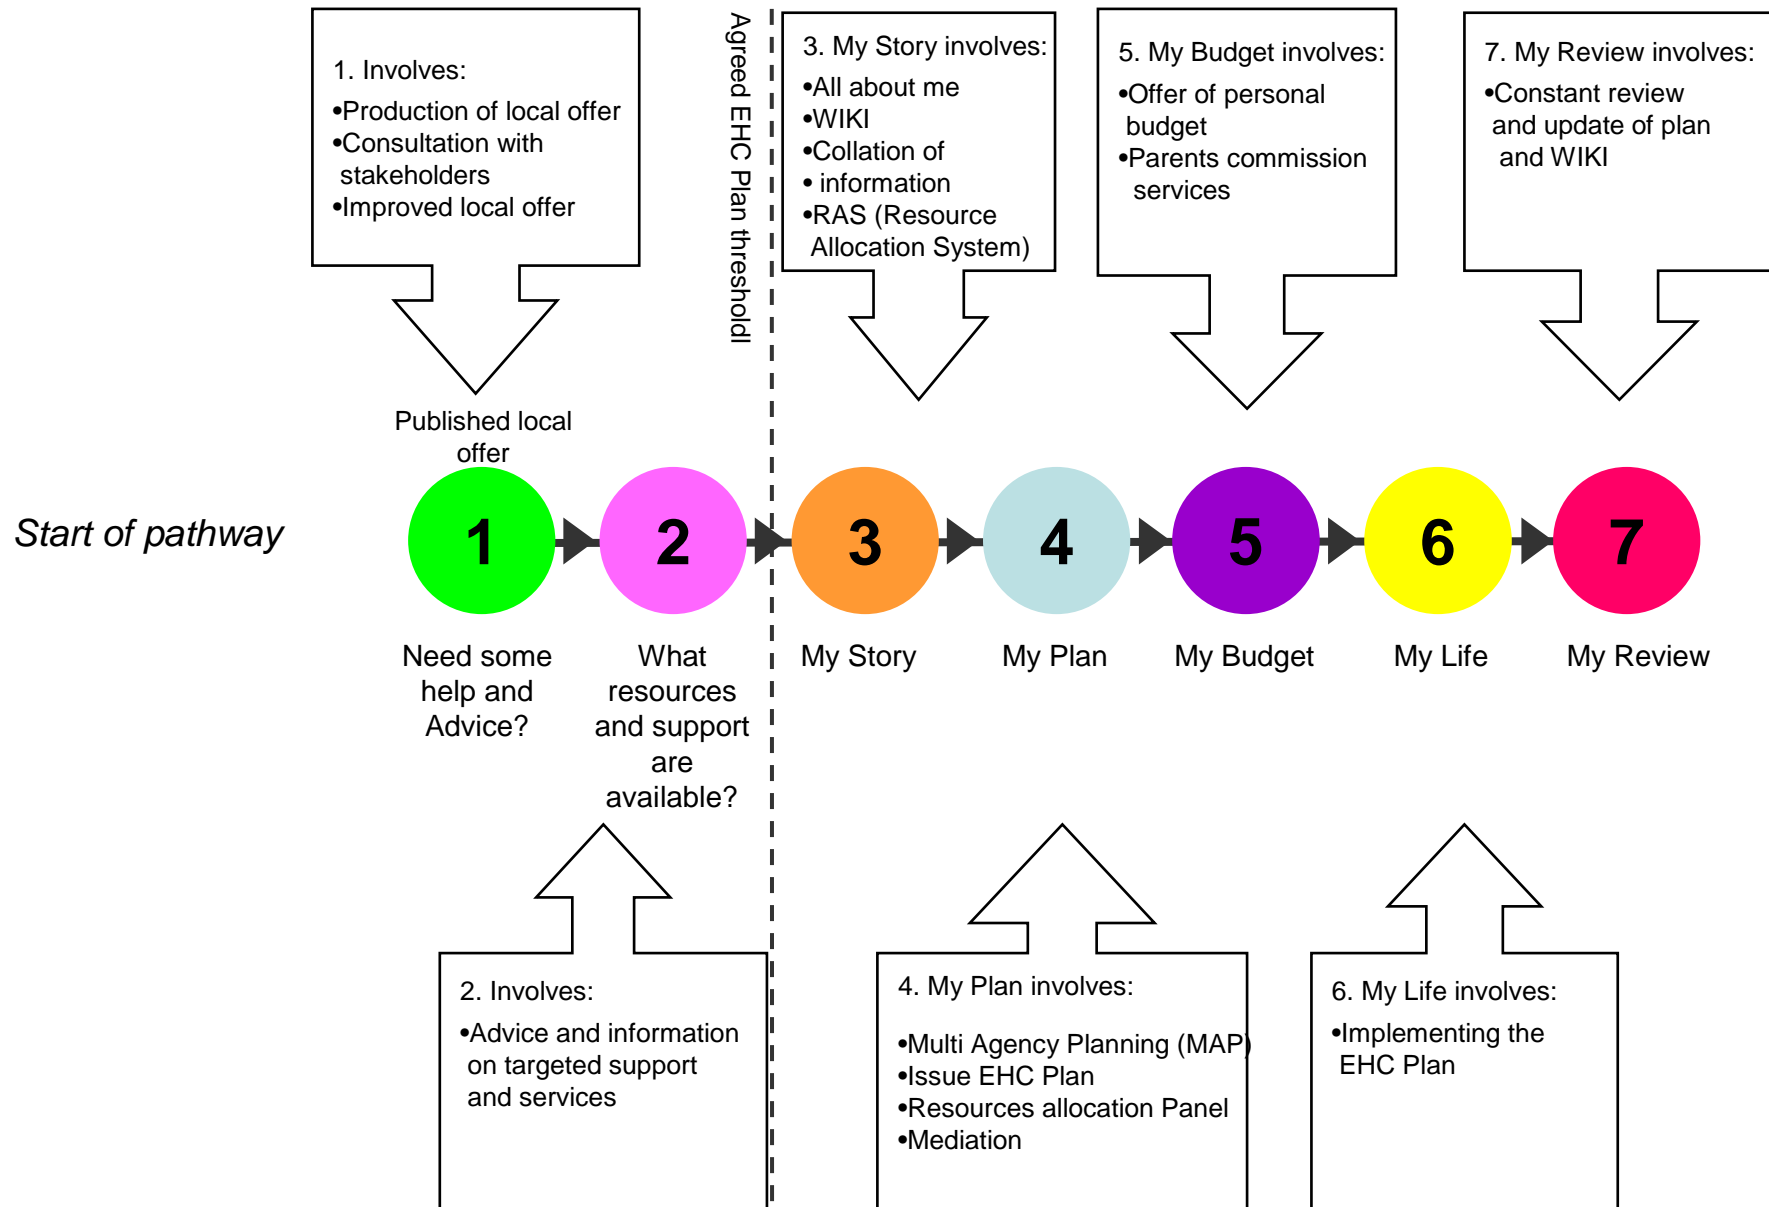 1. Involves:
•Production of local offer
•Consultation with
stakeholders
•Improved local offer
Agreed EHC Plan thresholdl
3. My Story involves:
•All about me
•WIKI
•Collation of
• information
•RAS (Resource
Allocation System)
5. My Budget involves:
•Offer of personal
budget
•Parents commission
services
7. My Review involves:
•Constant review
and update of plan
and WIKI
Published local
offer
Start of pathway
1
2
3
4
5
6
7
Need some
help and
Advice?
What
resources
and support
are
available?
My Story
My Plan
My Budget
My Life
My Review
2. Involves:
•Advice and information
on targeted support
and services
4. My Plan involves:
•Multi Agency Planning (MAP)
•Issue EHC Plan
•Resources allocation Panel
•Mediation
6. My Life involves:
•Implementing the
EHC Plan